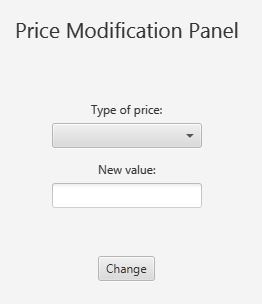 Price Modification Panel
Type of price:
New value:
Change